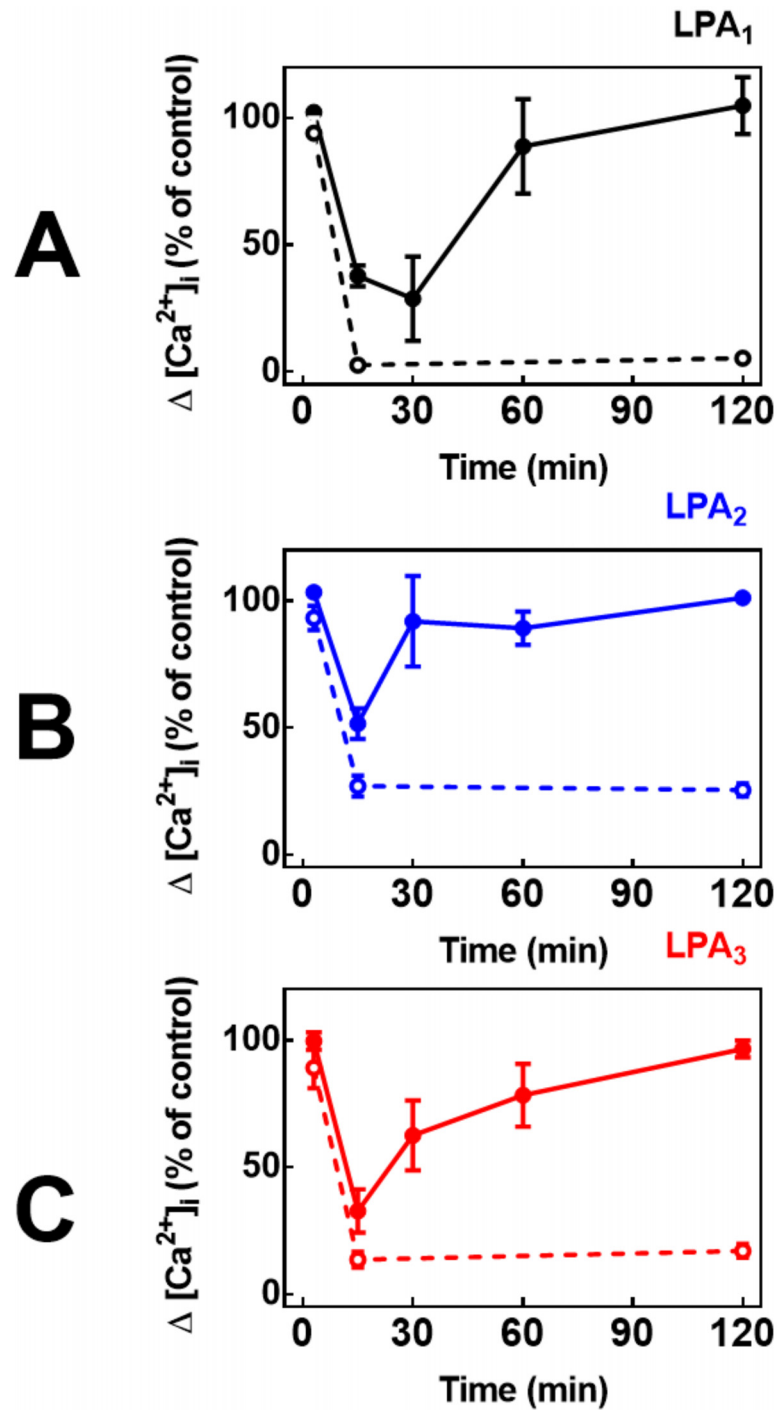 LPA₁
A
Δ [Ca²⁺]ᵢ (% of control)
100
50
0
0 30 60 90 120
Time (min)
LPA₂
B
Δ [Ca²⁺]ᵢ (% of control)
100
50
0
0 30 60 90 120
Time (min)
LPA₃
C
Δ [Ca²⁺]ᵢ (% of control)
100
50
0
0 30 60 90 120
Time (min)